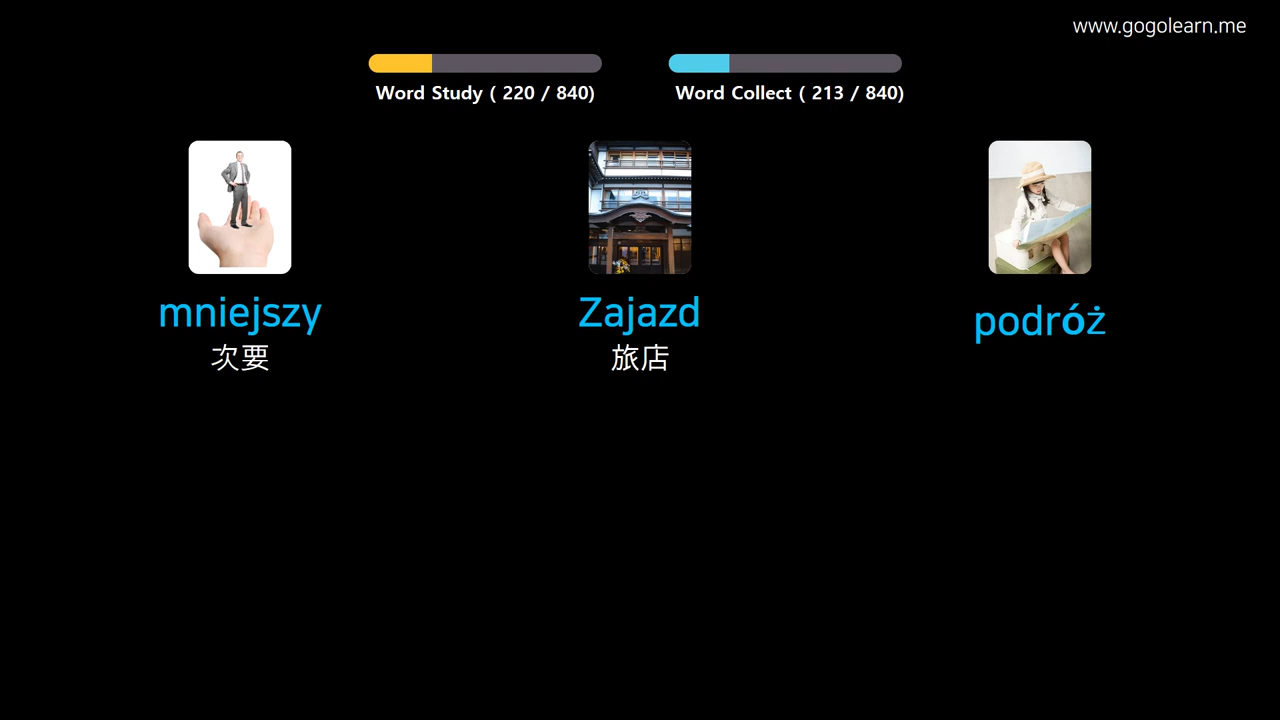 www.gogolearn.me
Word Study ( 220 / 840)
Word Collect ( 213 / 840)
mniejszy
次要
Zajazd
旅店
podróż